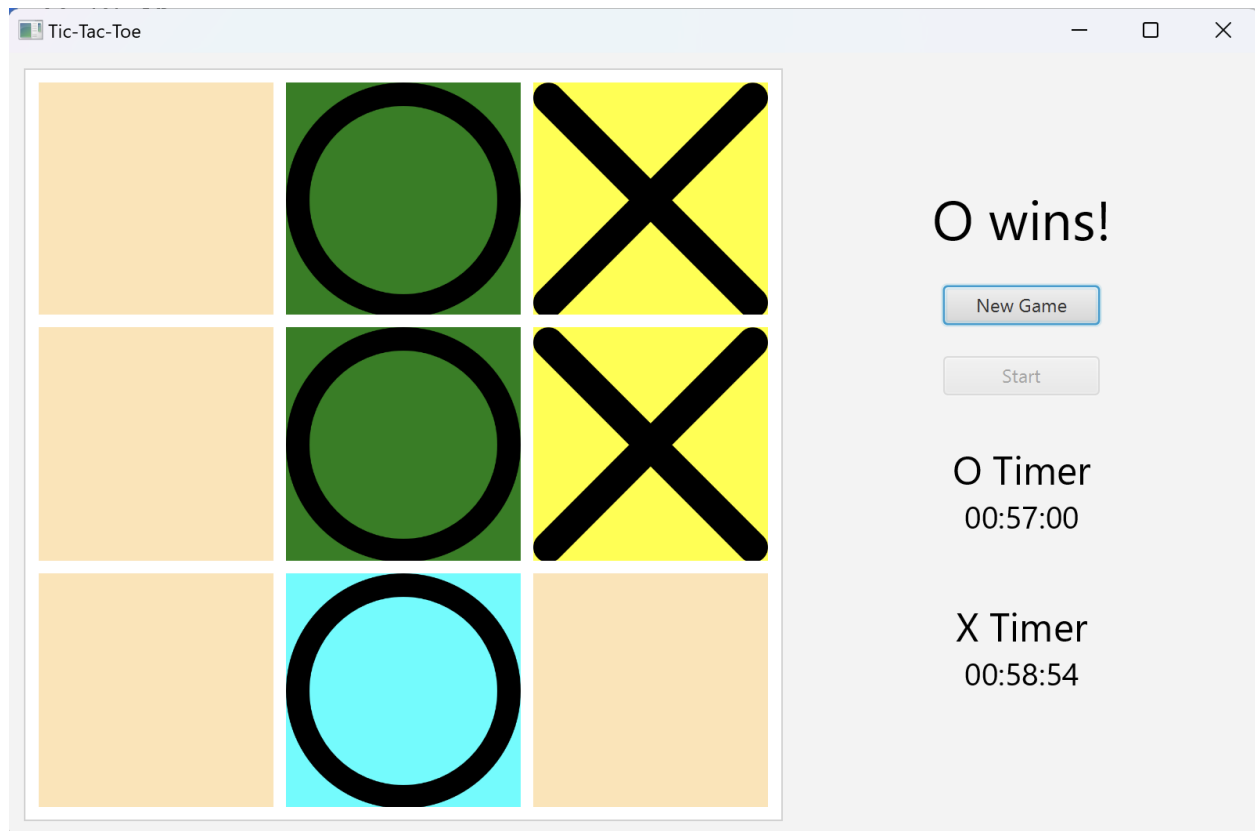 Tic-Tac-Toe
O wins!
New Game
Start
O Timer
00:57:00
X Timer
00:58:54